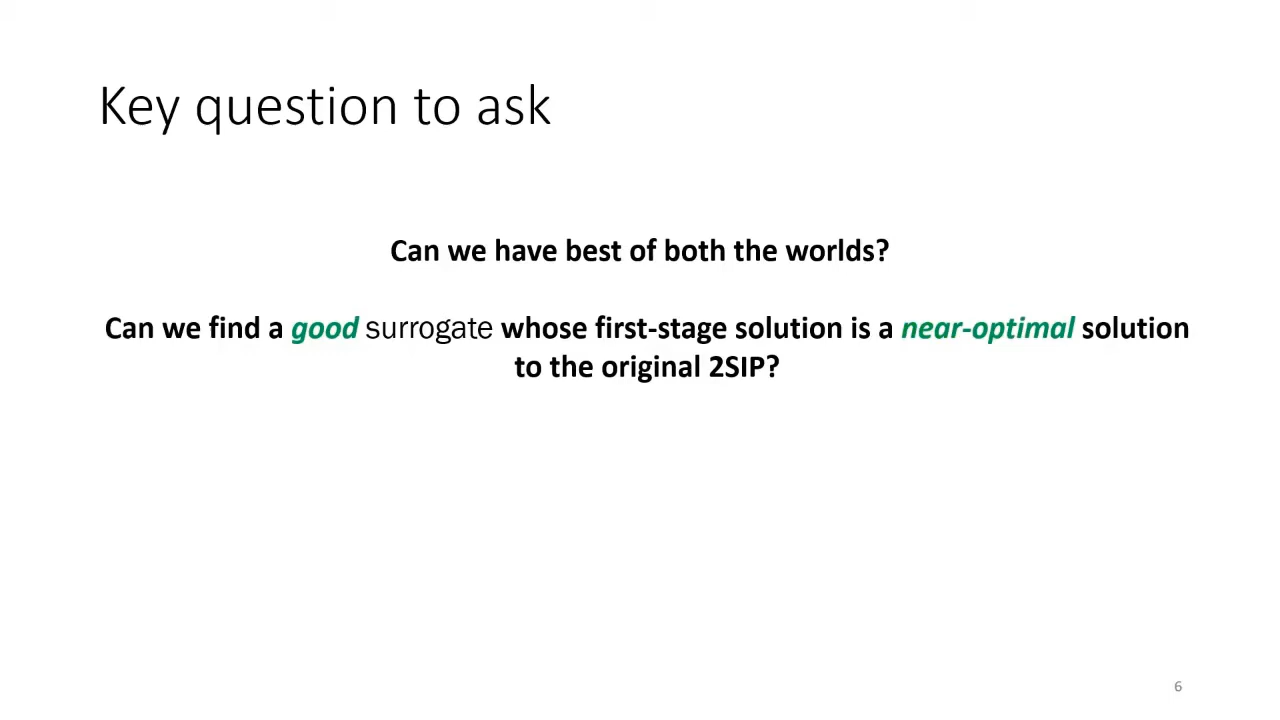 Key question to ask
Can we have best of both the worlds?
Can we find a good surrogate whose first-stage solution is a near-optimal solution
to the original 2SIP?
6